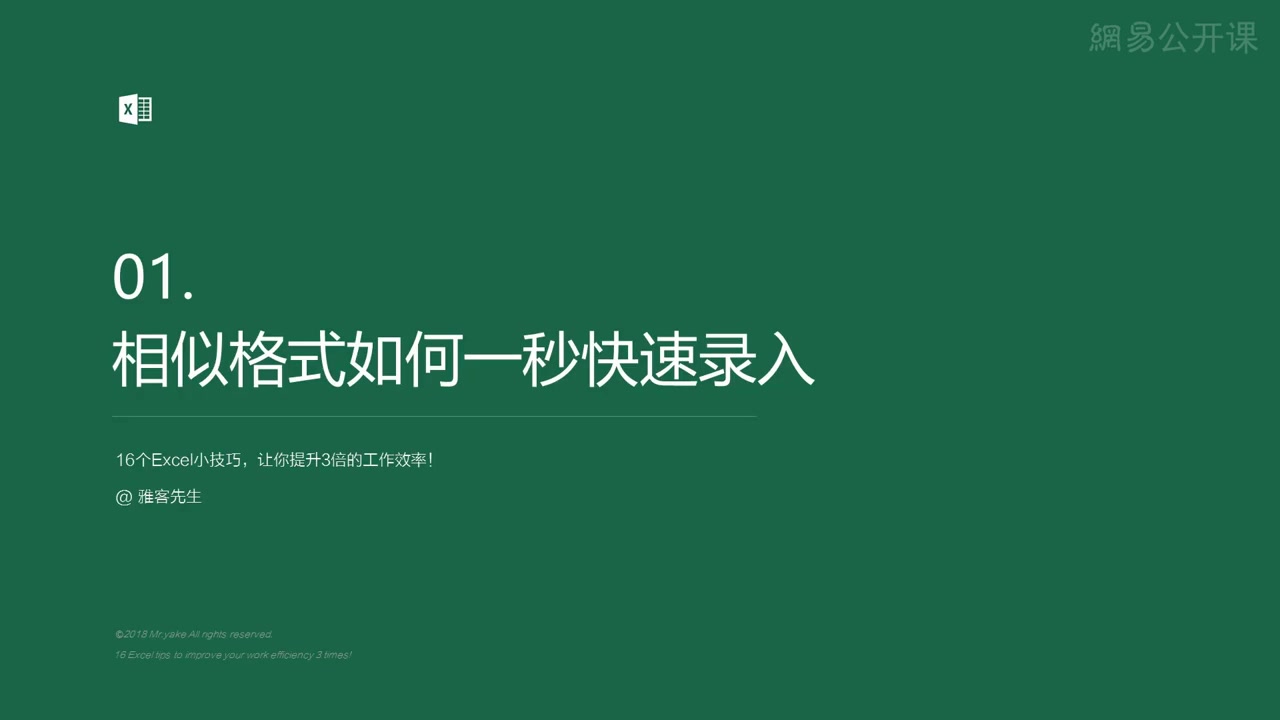 網易公开课
X
01.
相似格式如何一秒快速录入
16个Excel小技巧，让你提升3倍的工作效率！
@ 雅客先生
©2018 Mr.yake All rights reserved.
16 Excel tips to improve your work efficiency 3 times!